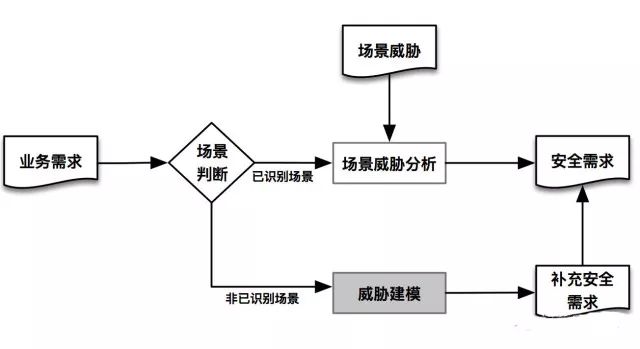 场景威胁
业务需求
场景
判断
已识别场景
场景威胁分析
安全需求
非已识别场景
威胁建模
补充安全
需求